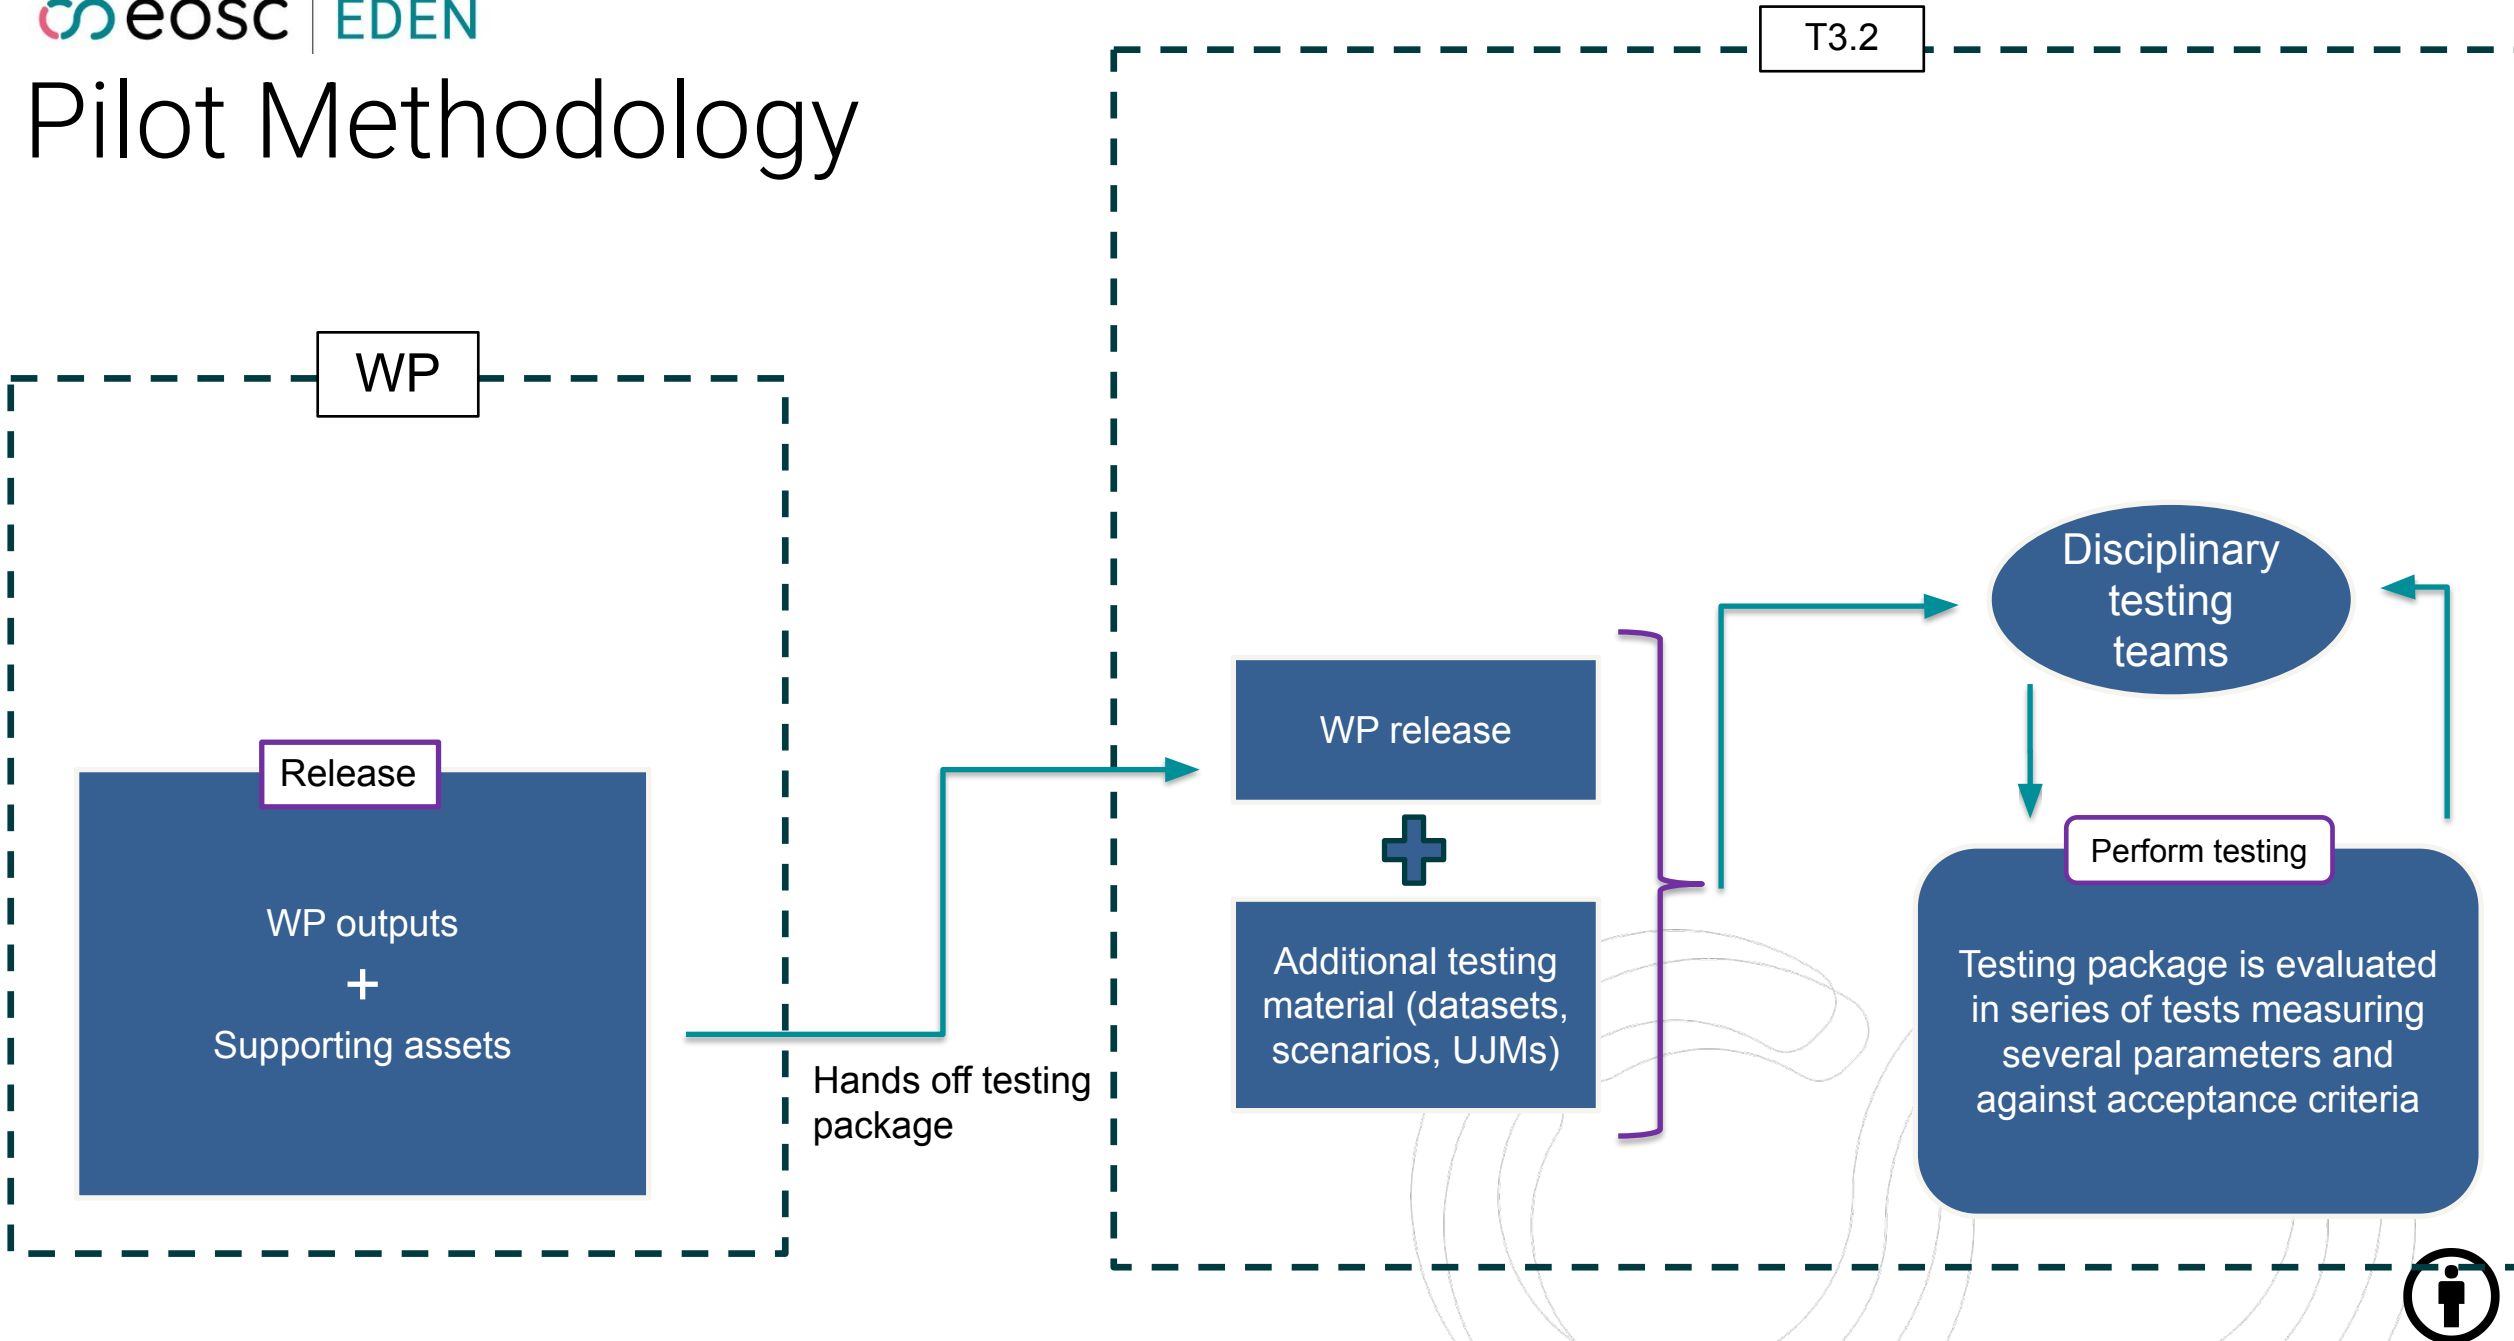 eosc EDEN
Pilot Methodology
T3.2
WP
Release
WP outputs
+
Supporting assets
Hands off testing
package
WP release
Additional testing
material (datasets,
scenarios, UJMs)
Disciplinary
testing
teams
Perform testing
Testing package is evaluated
in series of tests measuring
several parameters and
against acceptance criteria